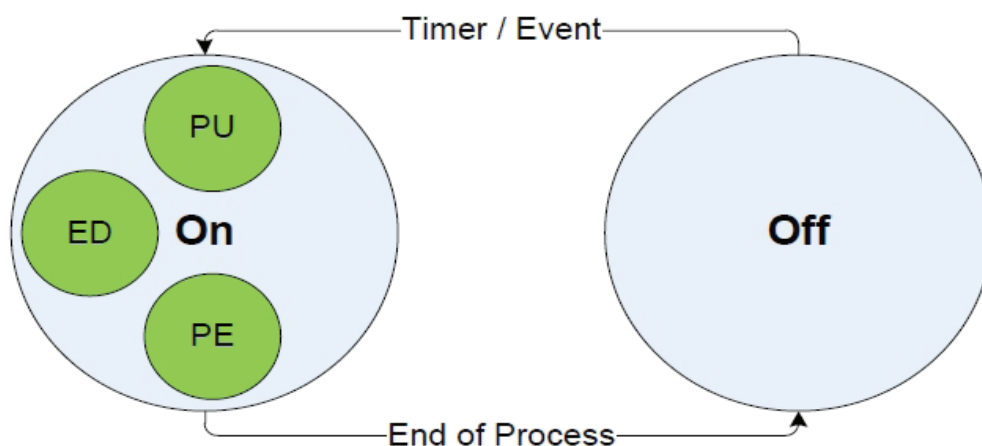 Timer / Event
PU
ED
On
Off
PE
End of Process